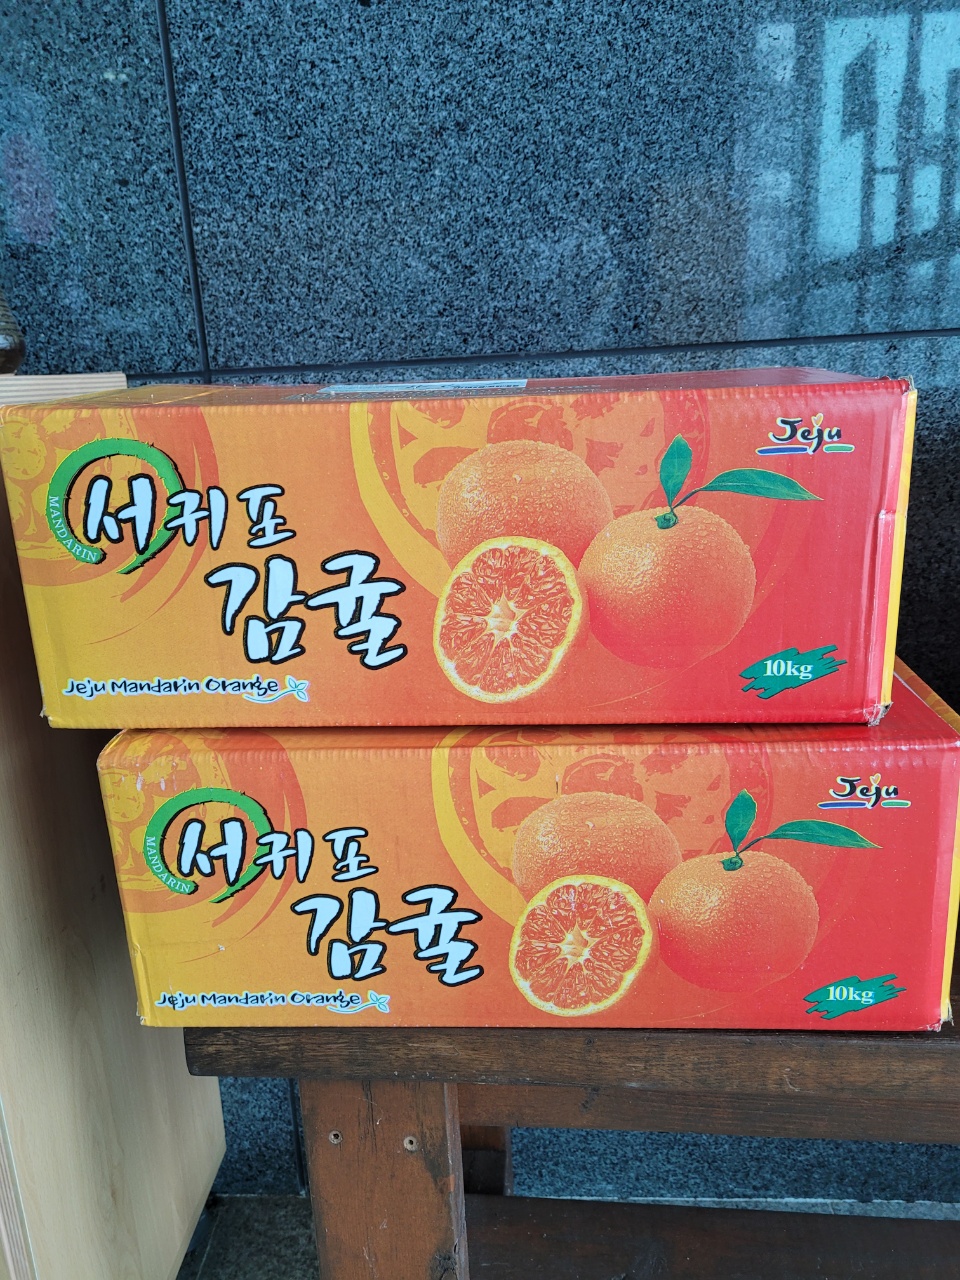 Jeju
MANDARIN
서귀포
감귤
Jeju Mandarin Orange
10kg
Jeju
MANDARIN
서귀포
감귤
Jeju Mandarin Orange
10kg